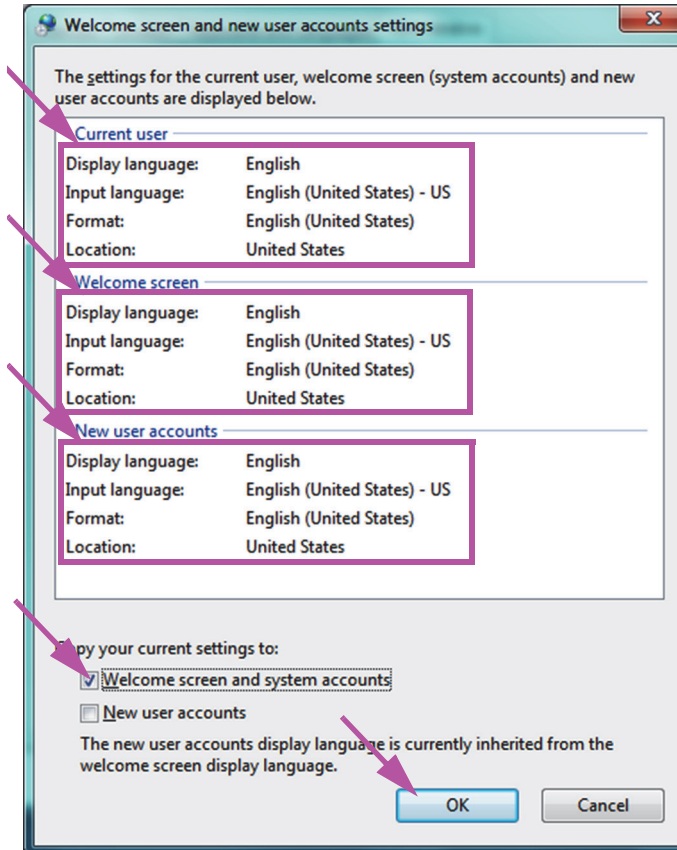 Welcome screen and new user accounts settings
The settings for the current user, welcome screen (system accounts) and new
user accounts are displayed below.
Current user
Display language: English
Input language: English (United States) - US
Format: English (United States)
Location: United States
Welcome screen
Display language: English
Input language: English (United States) - US
Format: English (United States)
Location: United States
New user accounts
Display language: English
Input language: English (United States) - US
Format: English (United States)
Location: United States
Copy your current settings to:
Welcome screen and system accounts
New user accounts
The new user accounts display language is currently inherited from the
welcome screen display language.
OK Cancel